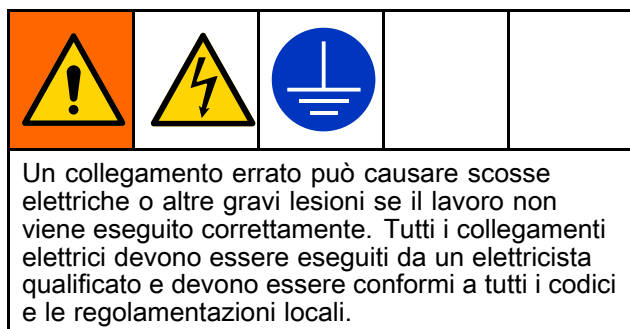 Un collegamento errato può causare scosse
elettriche o altre gravi lesioni se il lavoro non
viene eseguito correttamente. Tutti i collegamenti
elettrici devono essere eseguiti da un elettricista
qualificato e devono essere conformi a tutti i codici
e le regolamentazioni locali.